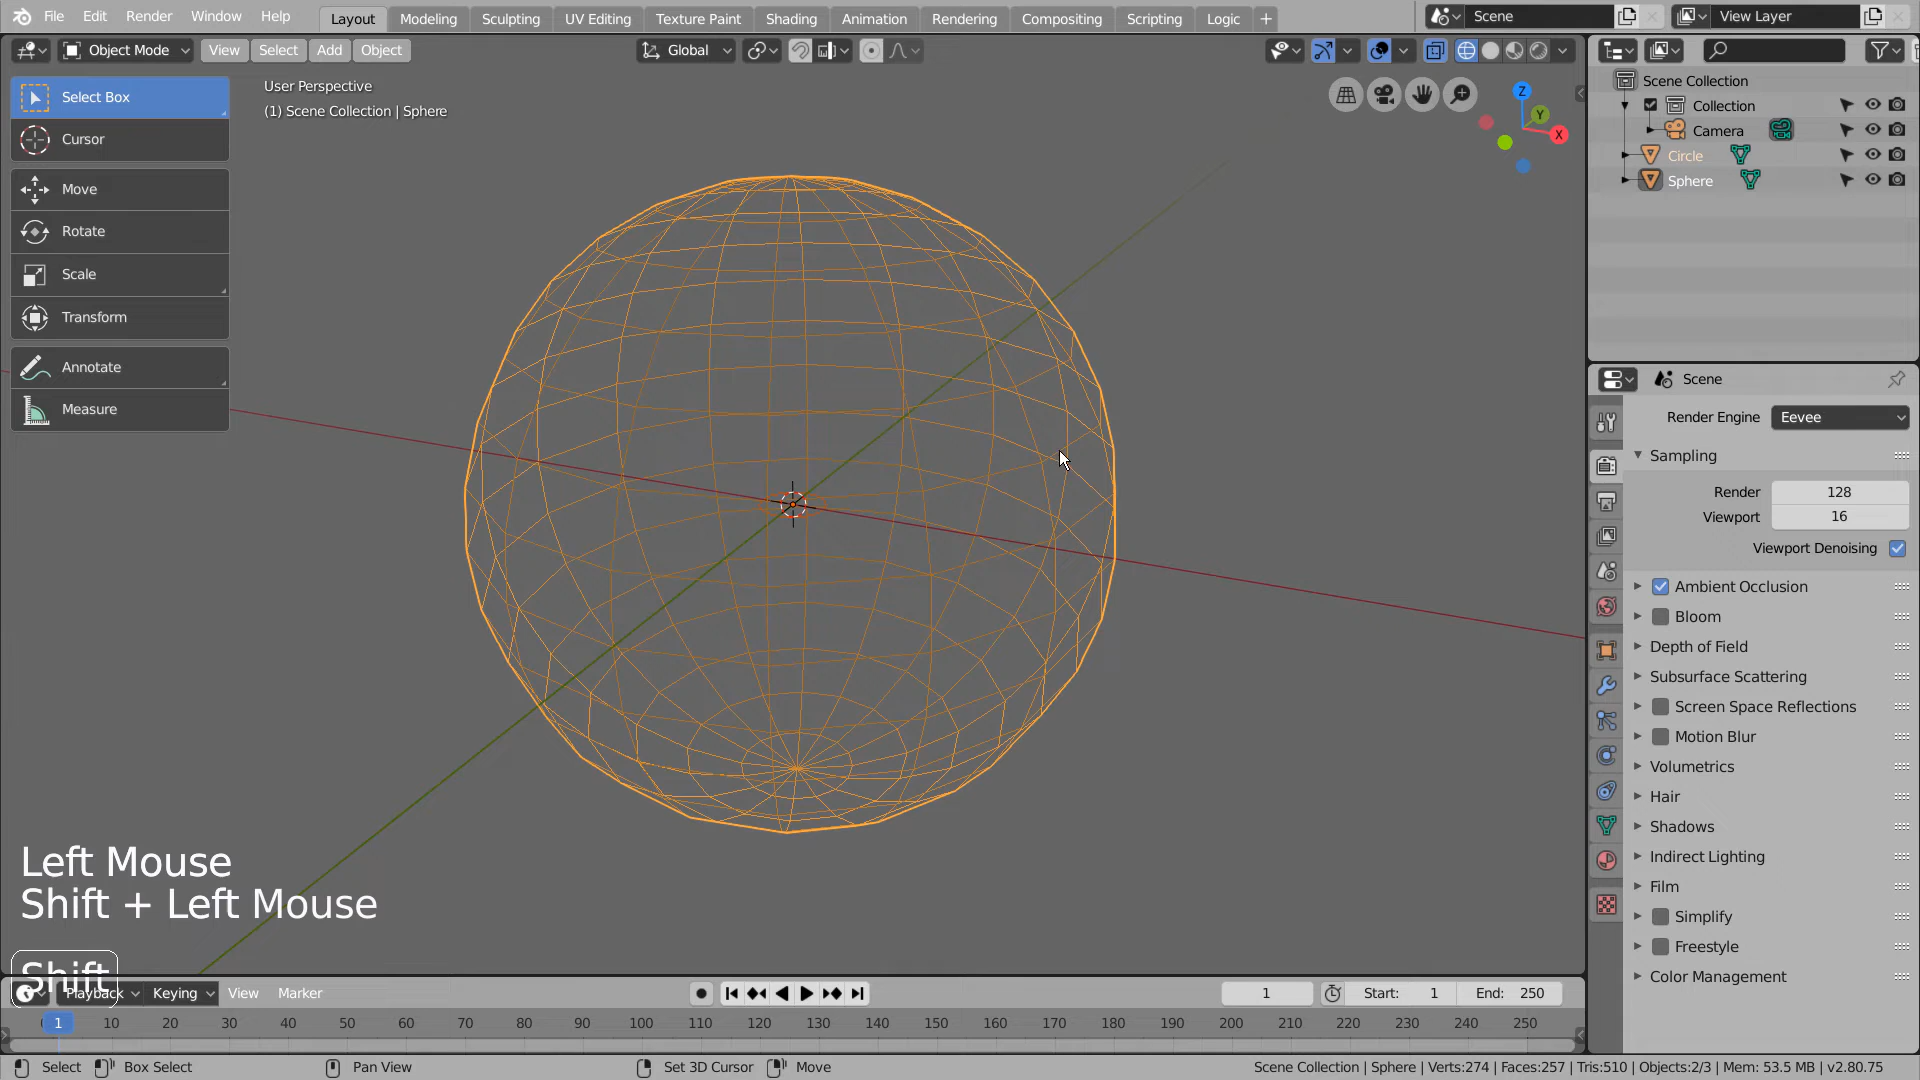 File Edit Render Window Help Layout Modeling Sculpting UV Editing Texture Paint Shading Animation Rendering Compositing Scripting Logic + Scene View Layer
Object Mode View Select Add Object Global
Select Box
Cursor
Move
Rotate
Scale
Transform
Annotate
Measure
User Perspective
(1) Scene Collection | Sphere
Z
Y
X
Scene Collection
Collection
Camera
Circle
Sphere
Scene
Render Engine Eevee
Sampling
Render 128
Viewport 16
Viewport Denoising
Ambient Occlusion
Bloom
Depth of Field
Subsurface Scattering
Screen Space Reflections
Motion Blur
Volumetrics
Hair
Shadows
Indirect Lighting
Film
Simplify
Freestyle
Color Management
Left Mouse
Shift + Left Mouse
Shift
Playback Keying View Marker 1 Start: 1 End: 250
1 10 20 30 40 50 60 70 80 90 100 110 120 130 140 150 160 170 180 190 200 210 220 230 240 250
Select Box Select Pan View Set 3D Cursor Move Scene Collection | Sphere | Verts:274 | Faces:257 | Tris:510 | Objects:2/3 | Mem: 53.5 MB | v2.80.75